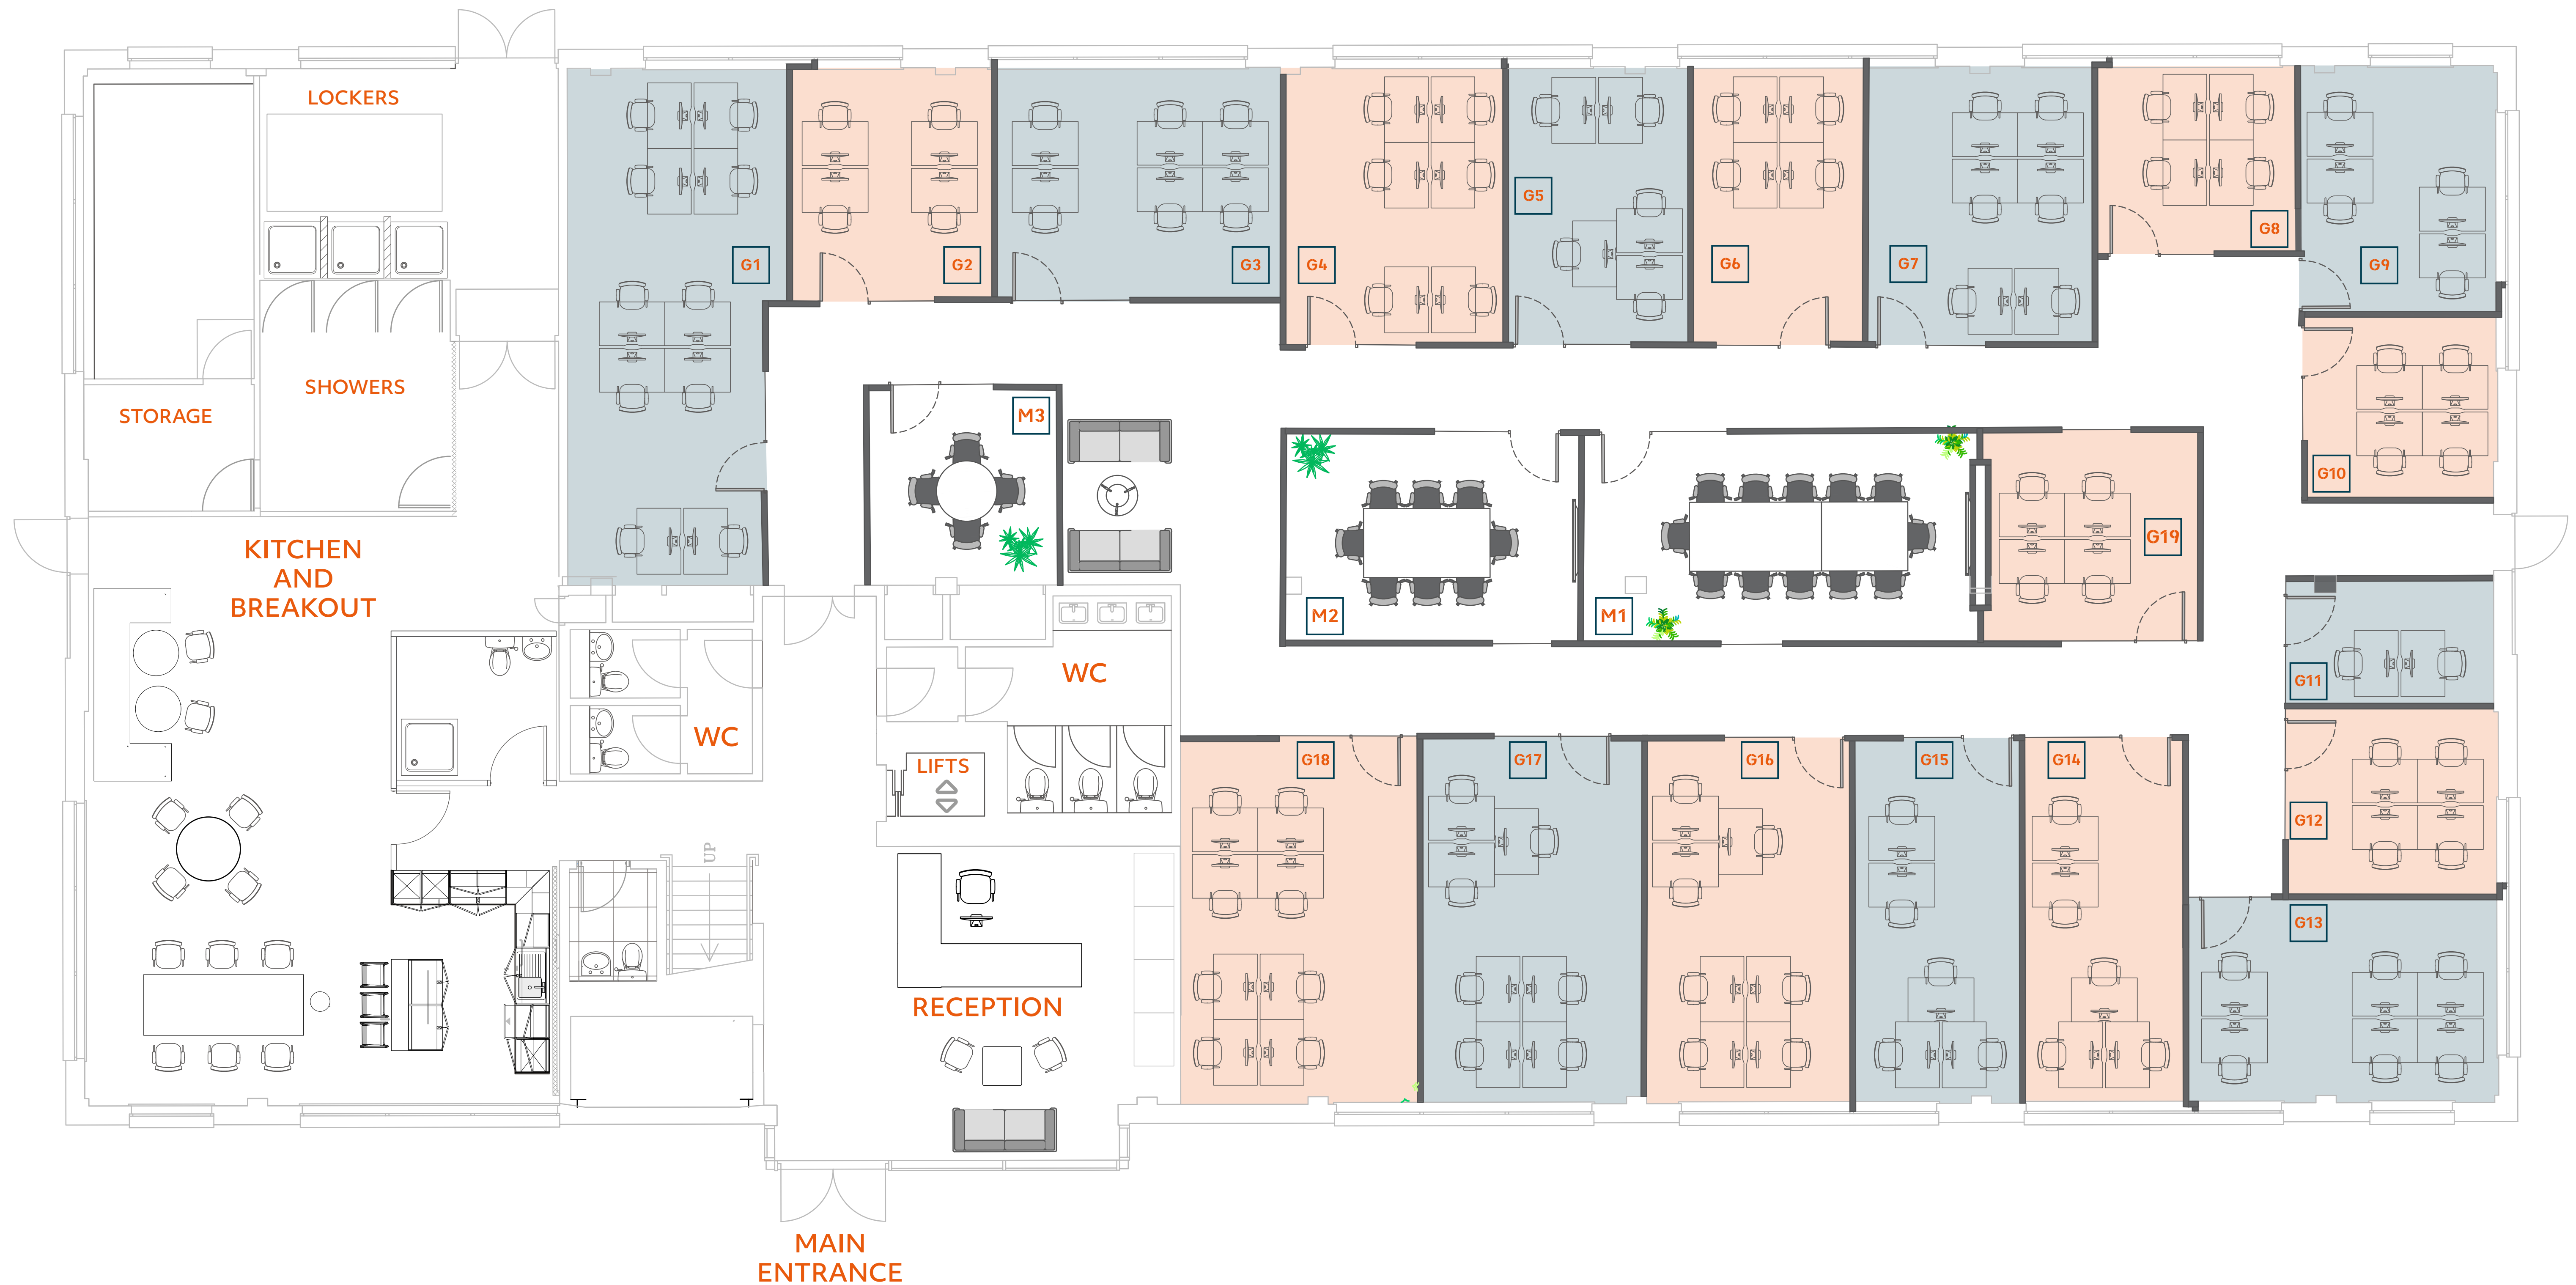 LOCKERS
G1
G2
G3
G4
G5
G6
G7
G8
G9
SHOWERS
STORAGE
M3
G10
KITCHEN
AND
BREAKOUT
M2
M1
G19
G11
WC
WC
LIFTS
UP
G18
G17
G16
G15
G14
G12
G13
RECEPTION
MAIN
ENTRANCE